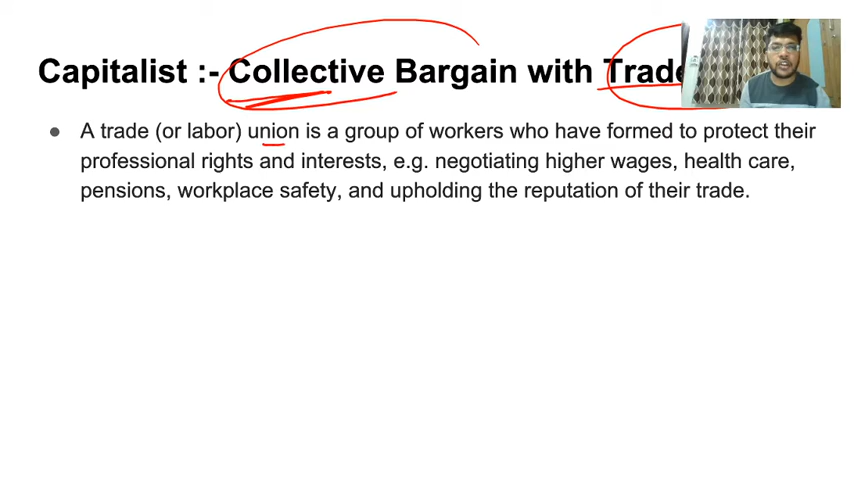 Capitalist :- Collective Bargain with Trade
● A trade (or labor) union is a group of workers who have formed to protect their
professional rights and interests, e.g. negotiating higher wages, health care,
pensions, workplace safety, and upholding the reputation of their trade.